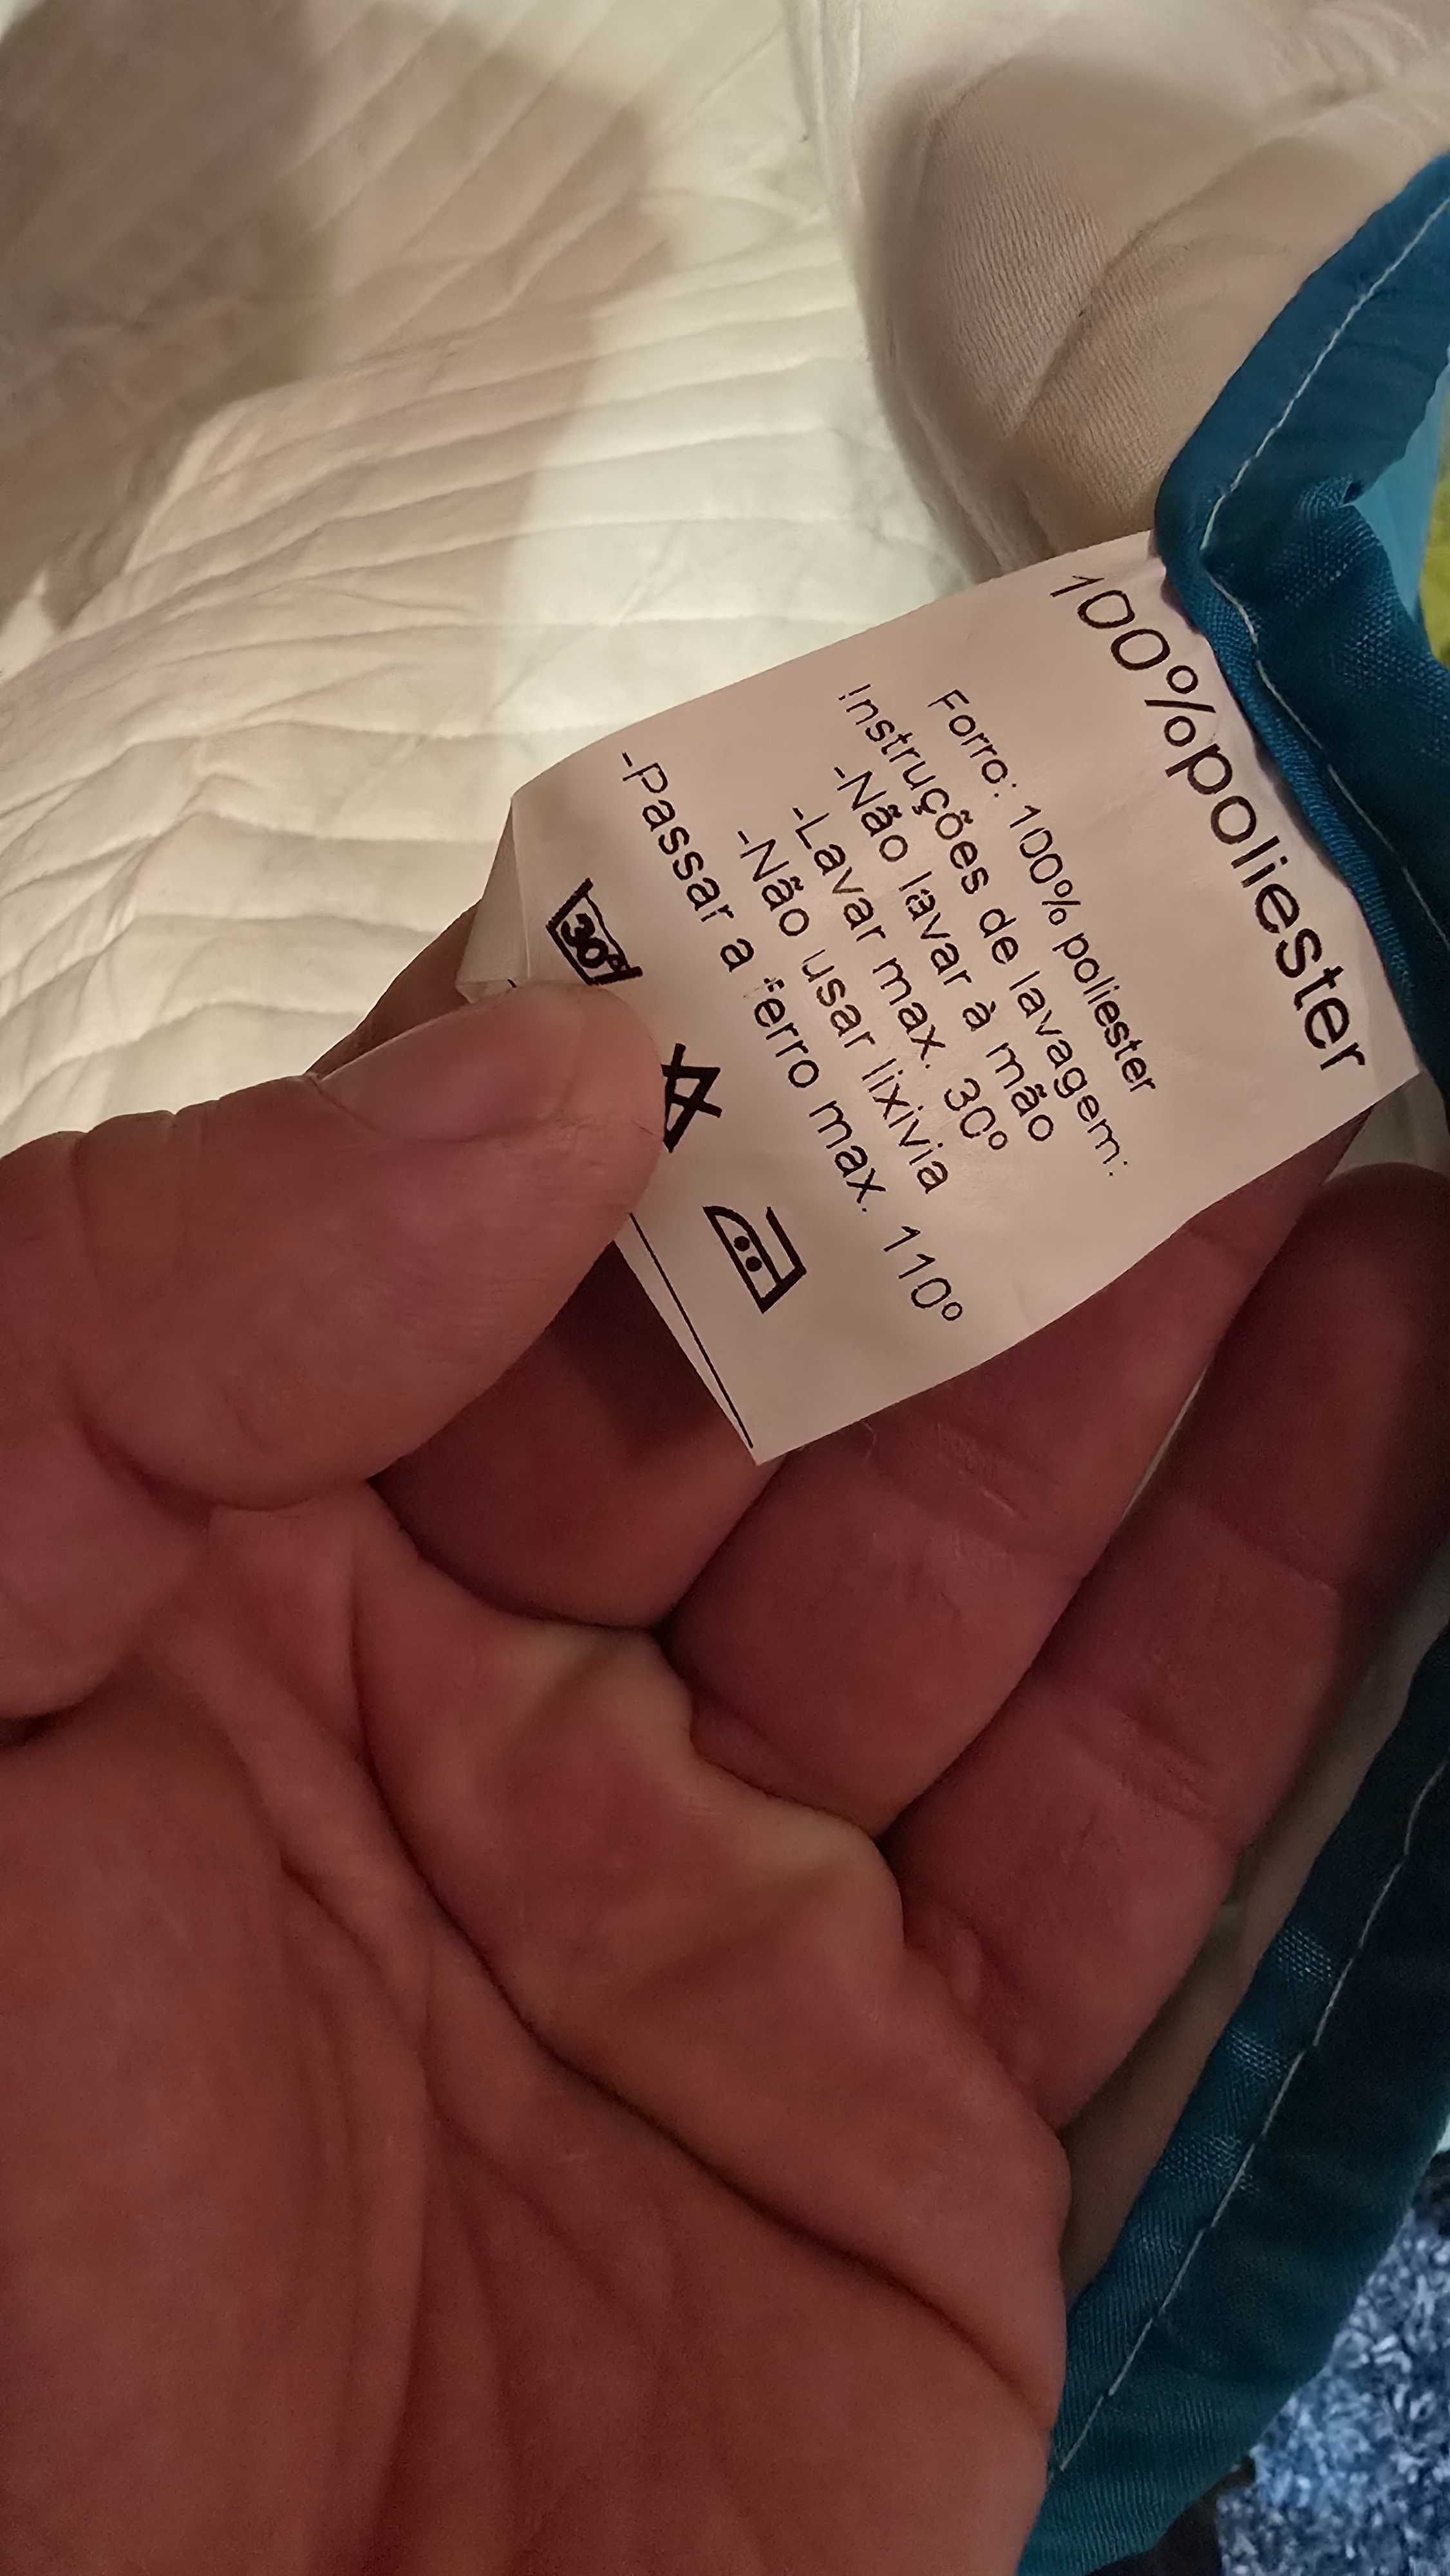 100%poliester
Forro: 100% poliester
Instruções de lavagem:
-Não lavar à mão
-Lavar max. 30º
-Não usar lixivia
-Passar a ferro max. 110º
30º